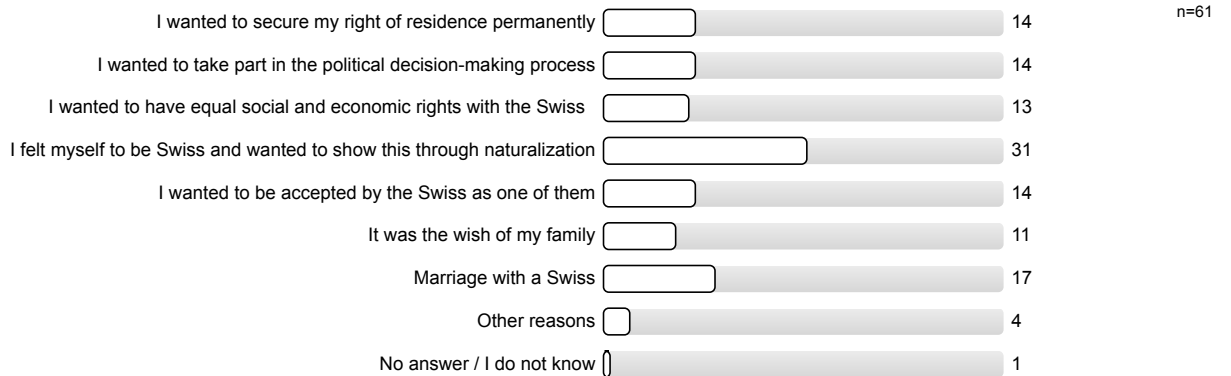 I wanted to secure my right of residence permanently 14 n=61
I wanted to take part in the political decision-making process 14
I wanted to have equal social and economic rights with the Swiss 13
I felt myself to be Swiss and wanted to show this through naturalization 31
I wanted to be accepted by the Swiss as one of them 14
It was the wish of my family 11
Marriage with a Swiss 17
Other reasons 4
No answer / I do not know 1